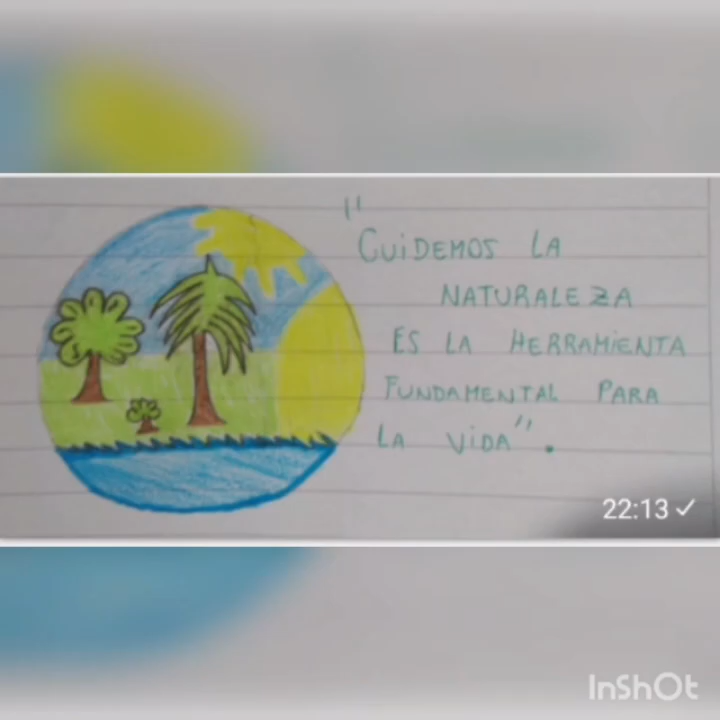 "CUIDEMOS LA
NATURALEZA
ES LA HERRAMIENTA
FUNDAMENTAL PARA
LA VIDA".
22:13
InShOt